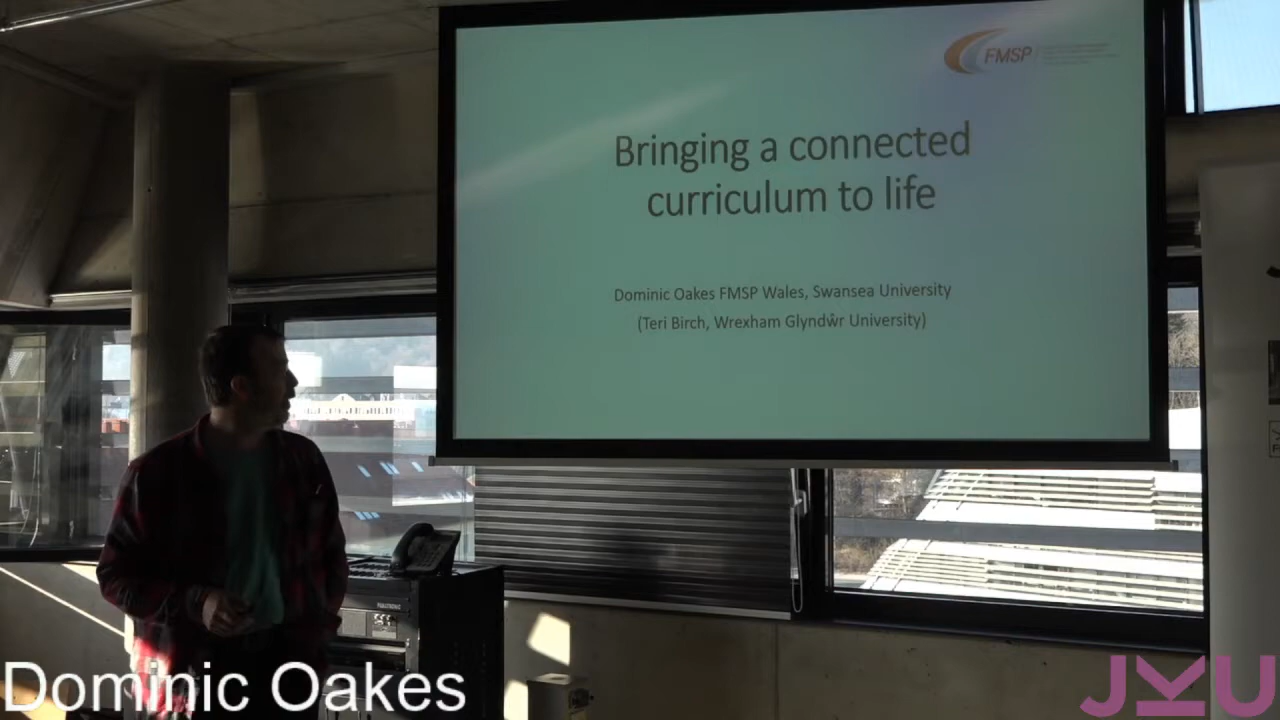 FMSP
Bringing a connected
curriculum to life
Dominic Oakes FMSP Wales, Swansea University
(Teri Birch, Wrexham Glyndŵr University)
Dominic Oakes
JKU